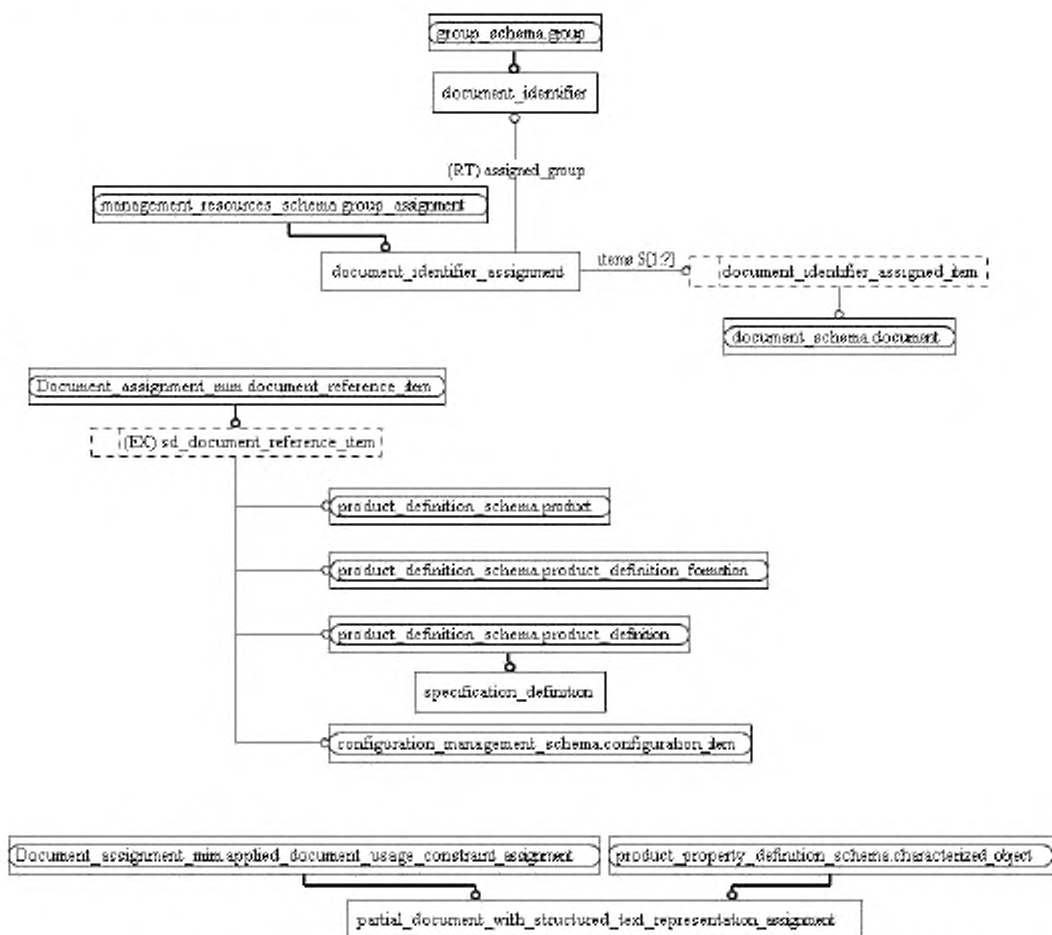 group_schema.group
document_identifier
(RT) assigned_group
management_resources_schema.group_assignment
document_identifier_assignment
items S[1:?]
document_identifier_assigned_item
document_schema.document
Document_assignment_mim.document_reference_item
(EX) sd_document_reference_item
product_definition_schema.product
product_definition_schema.product_definition_formation
product_definition_schema.product_definition
specification_definition
configuration_management_schema.configuration_item
Document_assignment_mim.applied_document_usage_constraint_assignment
product_property_definition_schema.characterized_object
partial_document_with_structured_text_representation_assignment